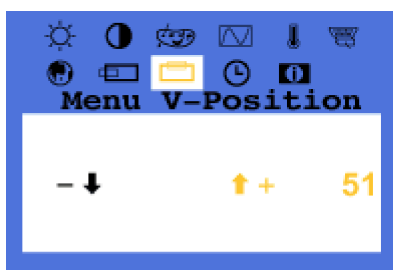 Menu V-Position
- ⬇ ⬆ + 51